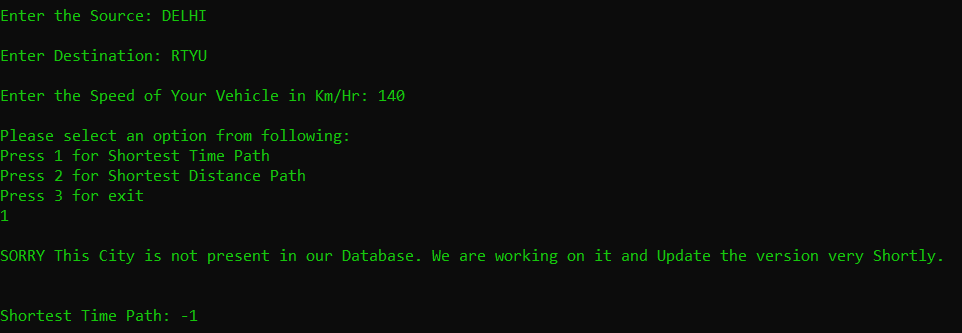 Enter the Source: DELHI
Enter Destination: RTYU
Enter the Speed of Your Vehicle in Km/Hr: 140
Please select an option from following:
Press 1 for Shortest Time Path
Press 2 for Shortest Distance Path
Press 3 for exit
1
SORRY This City is not present in our Database. We are working on it and Update the version very Shortly.
Shortest Time Path: -1